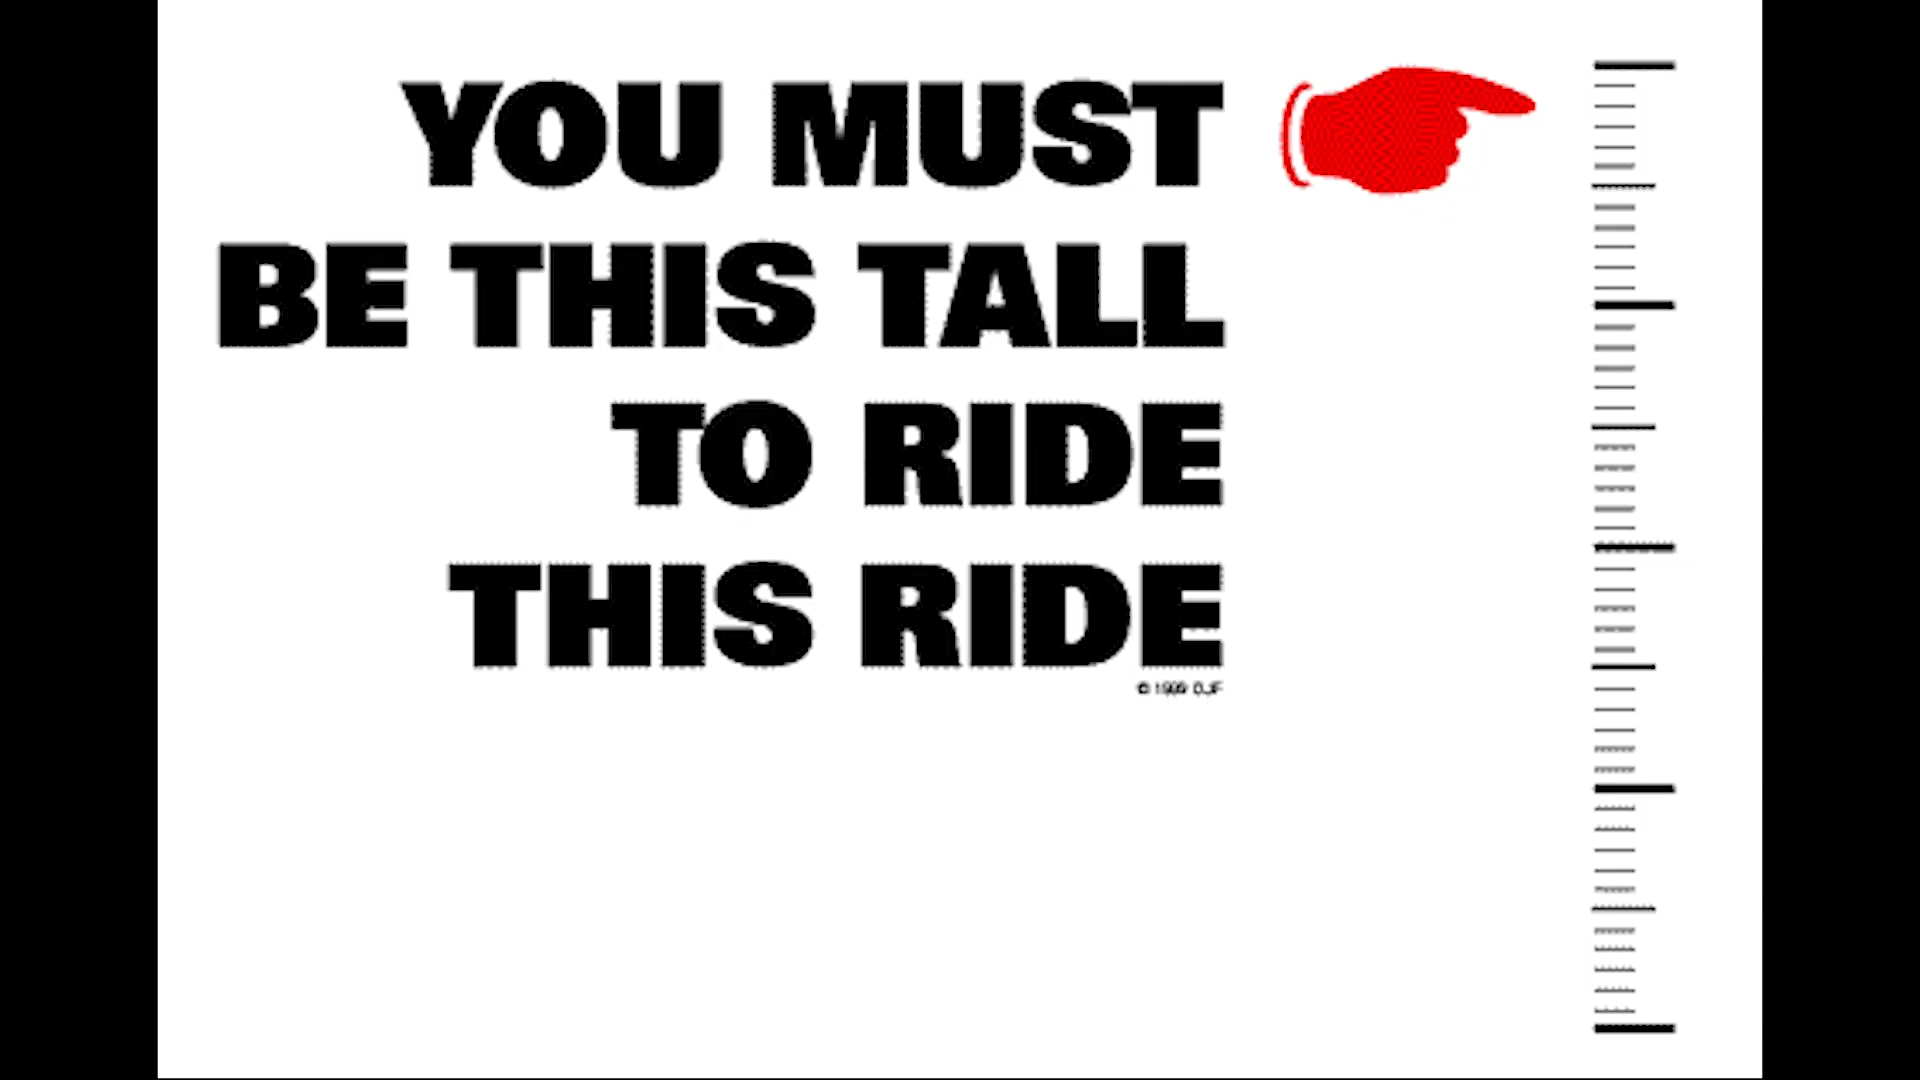 YOU MUST
BE THIS TALL
TO RIDE
THIS RIDE
© 1999 DJF